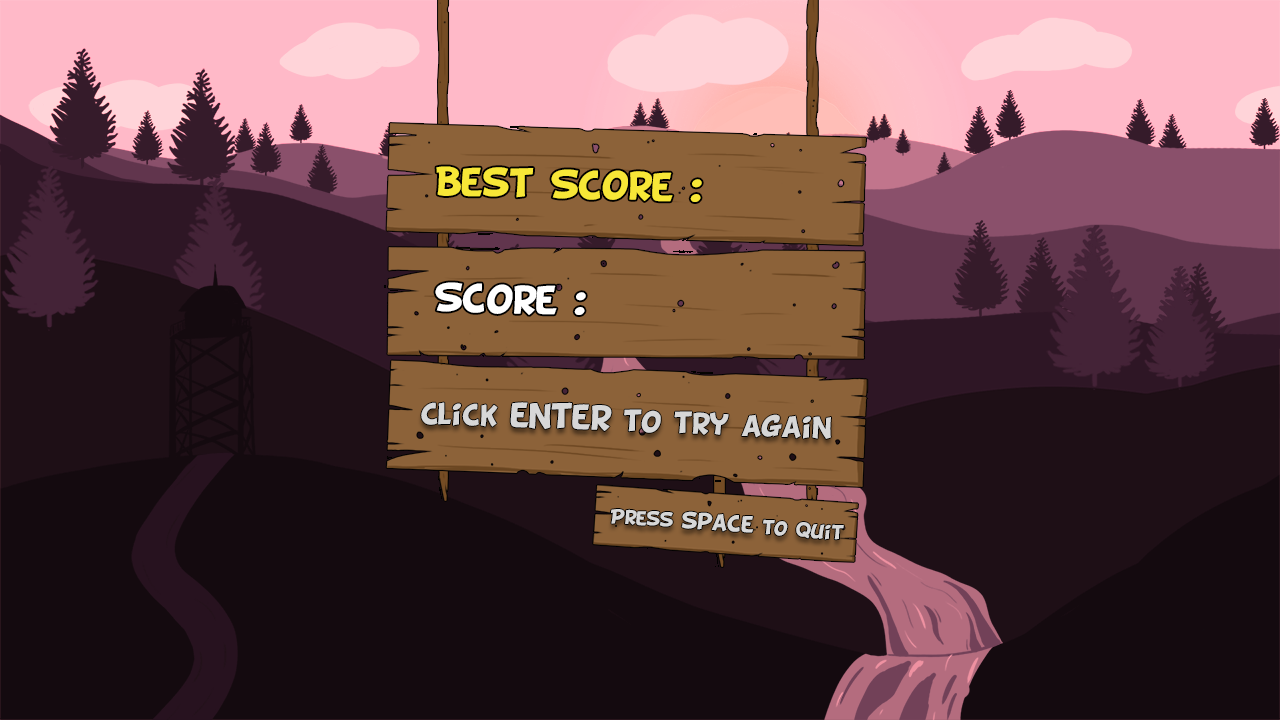 BEST SCORE :
SCORE :
CLICK ENTER TO TRY AGAIN
PRESS SPACE TO QUIT